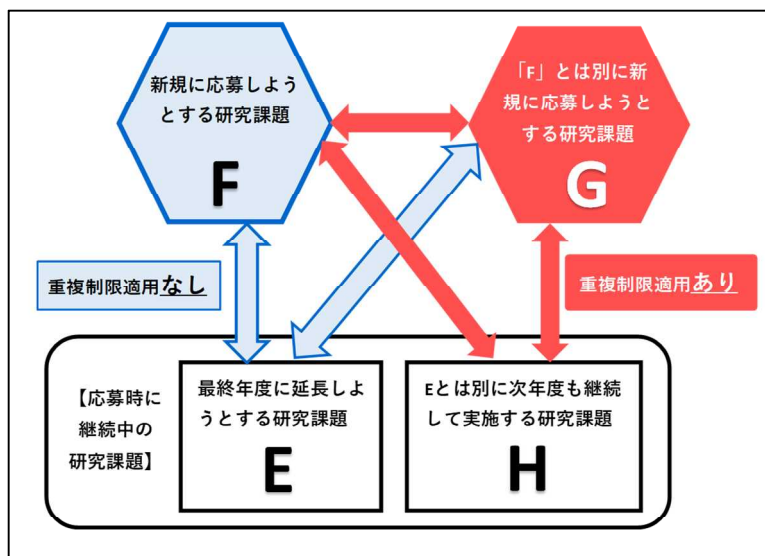 新規に応募しよう
とする研究課題
F
「F」とは別に新
規に応募しようと
する研究課題
G
重複制限適用なし
重複制限適用あり
【応募時に
継続中の
研究課題】
最終年度に延長しよ
うとする研究課題
E
Eとは別に次年度も継続
して実施する研究課題
H